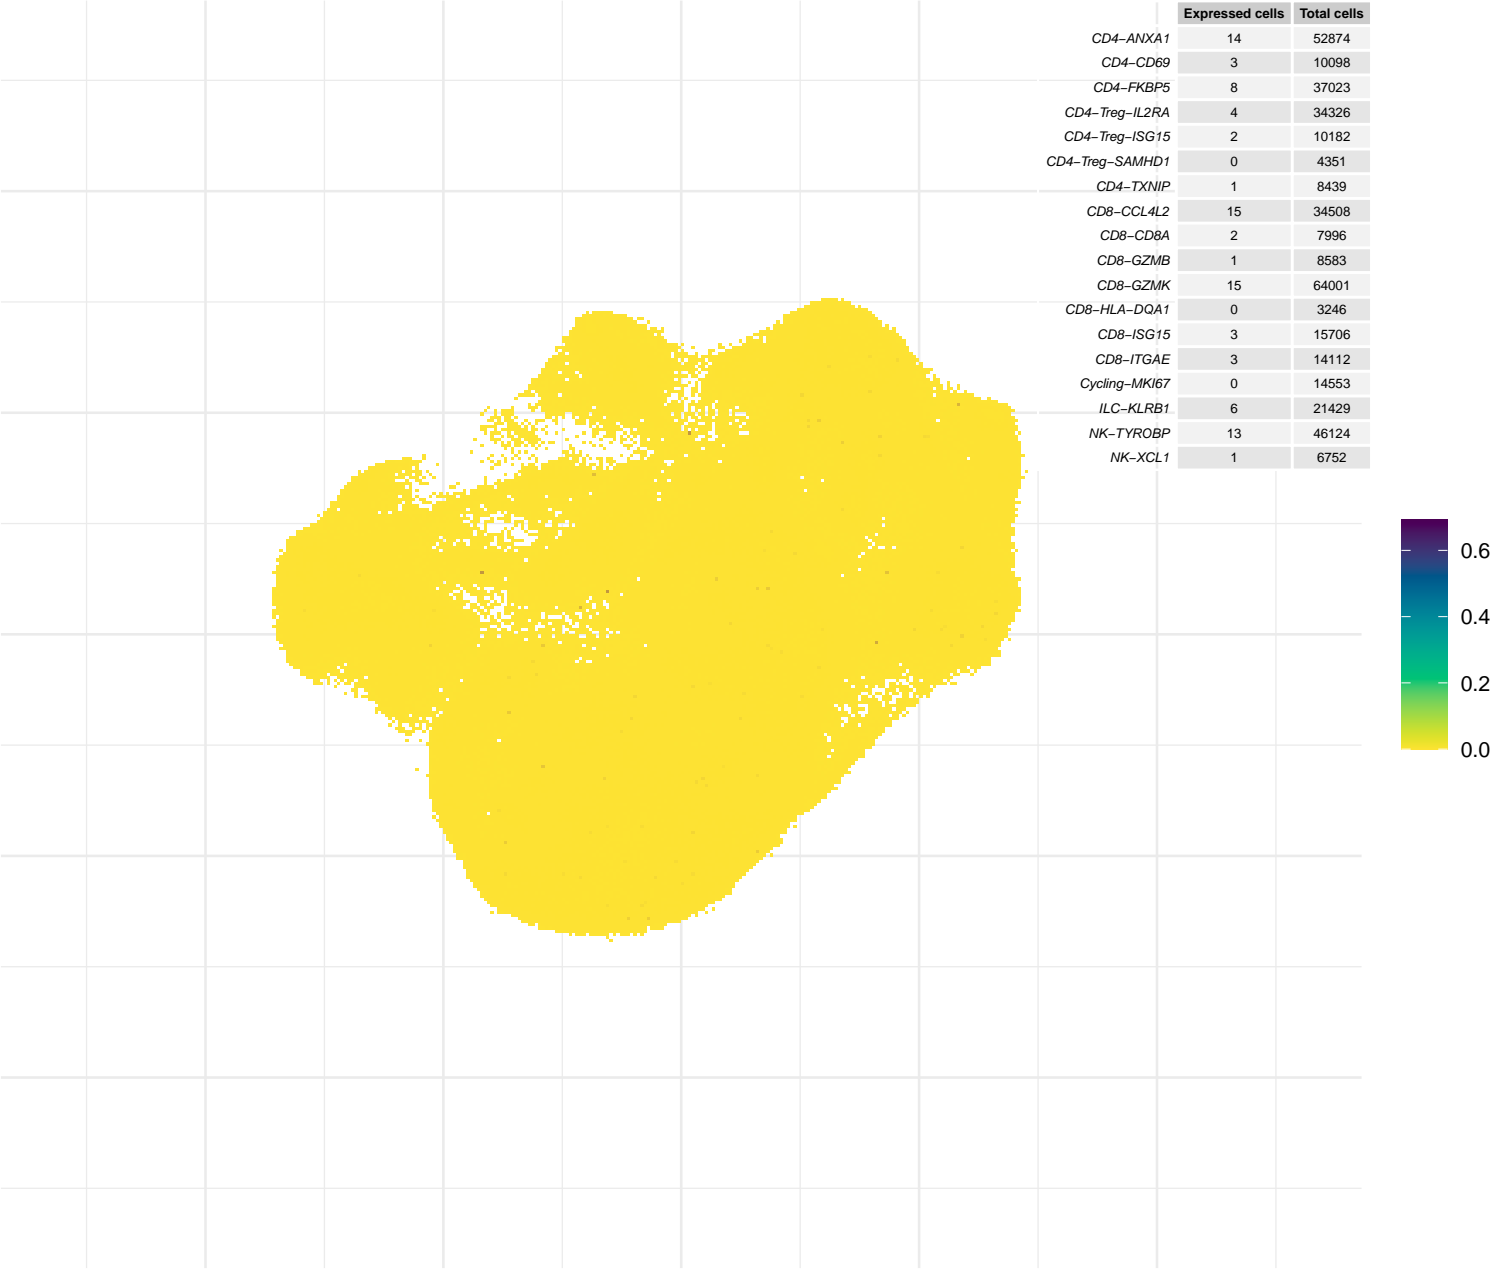 Expressed cells Total cells
CD4−ANXA1 14 52874
CD4−CD69 3 10098
CD4−FKBP5 8 37023
CD4−Treg−IL2RA 4 34326
CD4−Treg−ISG15 2 10182
CD4−Treg−SAMHD1 0 4351
CD4−TXNIP 1 8439
CD8−CCL4L2 15 34508
CD8−CD8A 2 7996
CD8−GZMB 1 8583
CD8−GZMK 15 64001
CD8−HLA−DQA1 0 3246
CD8−ISG15 3 15706
CD8−ITGAE 3 14112
Cycling−MKI67 0 14553
ILC−KLRB1 6 21429
NK−TYROBP 13 46124
NK−XCL1 1 6752
0.6
0.4
0.2
0.0